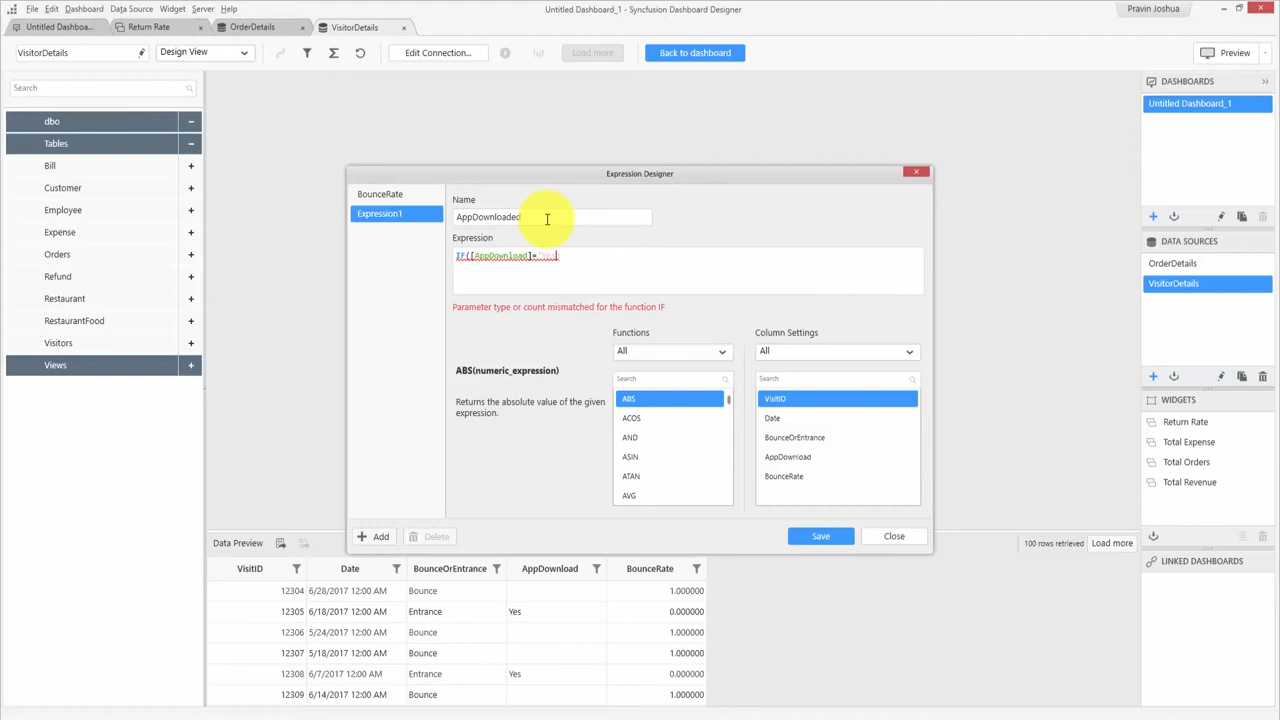 File Edit Dashboard Data Source Widget Server Help
Untitled Dashboard_1 - Syncfusion Dashboard Designer
Pravin Joshua
Untitled Dashboa...
Return Rate
OrderDetails
VisitorDetails
VisitorDetails
Design View
Edit Connection...
Load more
Back to dashboard
Preview
Search
dbo
Tables
Bill
Customer
Employee
Expense
Orders
Refund
Restaurant
RestaurantFood
Visitors
Views
Expression Designer
BounceRate
Expression1
Name
AppDownloaded
Expression
IF([AppDownload]=
Parameter type or count mismatched for the function IF
ABS(numeric_expression)
Returns the absolute value of the given
expression.
Functions
All
Search
ABS
ACOS
AND
ASIN
ATAN
AVG
Column Settings
All
Search
VisitID
Date
BounceOrEntrance
AppDownload
BounceRate
Add
Delete
Save
Close
DASHBOARDS
Untitled Dashboard_1
DATA SOURCES
OrderDetails
VisitorDetails
WIDGETS
Return Rate
Total Expense
Total Orders
Total Revenue
LINKED DASHBOARDS
Data Preview
100 rows retrieved
Load more
VisitID Date BounceOrEntrance AppDownload BounceRate
12304 6/28/2017 12:00 AM Bounce 1.000000
12305 6/18/2017 12:00 AM Entrance Yes 0.000000
12306 5/24/2017 12:00 AM Bounce 1.000000
12307 5/18/2017 12:00 AM Bounce 1.000000
12308 6/7/2017 12:00 AM Entrance Yes 0.000000
12309 6/14/2017 12:00 AM Bounce 1.000000